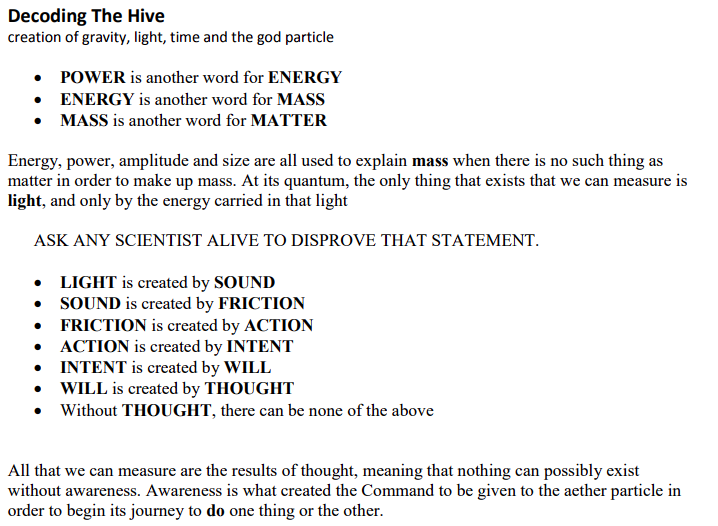 Decoding The Hive
creation of gravity, light, time and the god particle
• POWER is another word for ENERGY
• ENERGY is another word for MASS
• MASS is another word for MATTER
Energy, power, amplitude and size are all used to explain mass when there is no such thing as
matter in order to make up mass. At its quantum, the only thing that exists that we can measure is
light, and only by the energy carried in that light
ASK ANY SCIENTIST ALIVE TO DISPROVE THAT STATEMENT.
• LIGHT is created by SOUND
• SOUND is created by FRICTION
• FRICTION is created by ACTION
• ACTION is created by INTENT
• INTENT is created by WILL
• WILL is created by THOUGHT
• Without THOUGHT, there can be none of the above
All that we can measure are the results of thought, meaning that nothing can possibly exist
without awareness. Awareness is what created the Command to be given to the aether particle in
order to begin its journey to do one thing or the other.